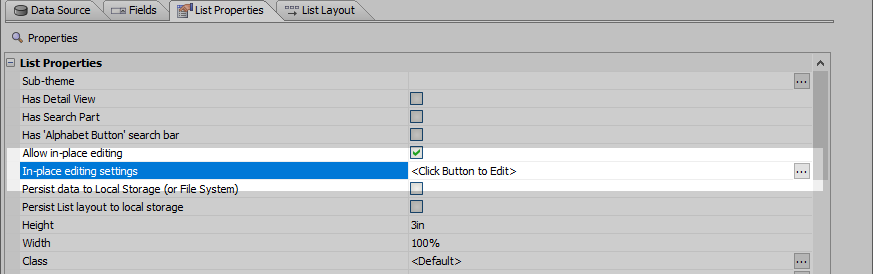 Data Source Fields List Properties List Layout
Properties
List Properties
Sub-theme ...
Has Detail View
Has Search Part
Has 'Alphabet Button' search bar
Allow in-place editing
In-place editing settings <Click Button to Edit> ...
Persist data to Local Storage (or File System)
Persist List layout to local storage
Height 3in
Width 100%
Class <Default> ...